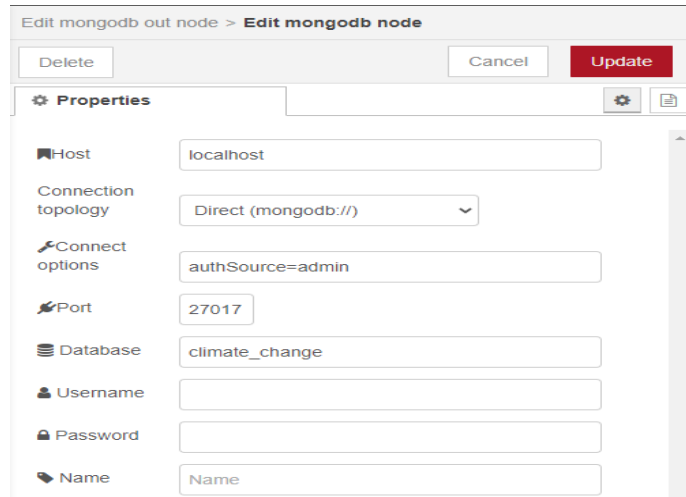 Edit mongodb out node > Edit mongodb node
Delete Cancel Update
Properties
Host localhost
Connection
topology Direct (mongodb://)
Connect
options authSource=admin
Port 27017
Database climate_change
Username
Password
Name Name